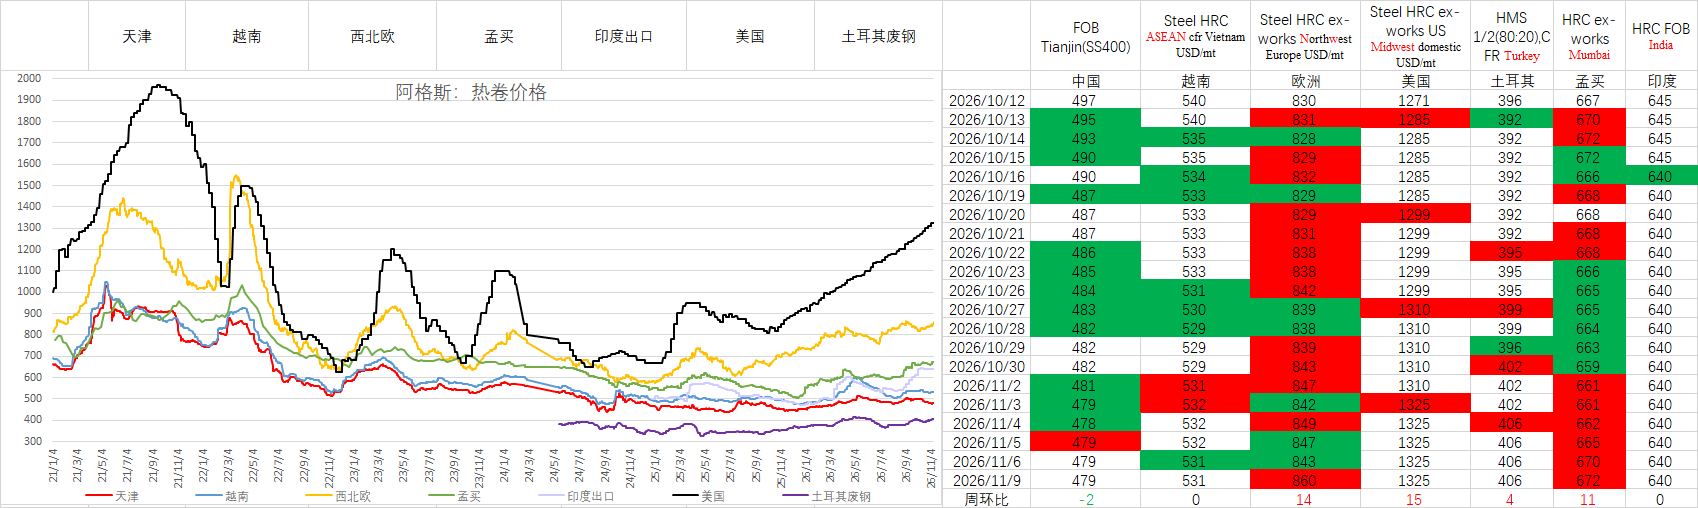 天津 越南 西北欧 孟买 印度出口 美国 土耳其废钢
阿格斯：热卷价格
2000
1900
1800
1700
1600
1500
1400
1300
1200
1100
1000
900
800
700
600
500
400
300
21/1/4 21/3/4 21/5/4 21/7/4 21/9/4 21/11/4 22/1/4 22/3/4 22/5/4 22/7/4 22/9/4 22/11/4 23/1/4 23/3/4 23/5/4 23/7/4 23/9/4 23/11/4 24/1/4 24/3/4 24/5/4 24/7/4 24/9/4 24/11/4 25/1/4 25/3/4 25/5/4 25/7/4 25/9/4 25/11/4 26/1/4 26/3/4 26/5/4 26/7/4 26/9/4 26/11/4
天津 越南 西北欧 孟买 印度出口 美国 土耳其废钢
FOB
Tianjin(SS400)
Steel HRC
ASEAN cfr Vietnam
USD/mt
Steel HRC ex-
works Northwest
Europe USD/mt
Steel HRC ex-
works US
Midwest domestic
USD/mt
HMS
1/2(80:20),C
FR Turkey
HRC ex-
works
Mumbai
HRC FOB
India
中国 越南 欧洲 美国 土耳其 孟买 印度
2026/10/12 497 540 830 1271 396 667 645
2026/10/13 495 540 831 1285 392 670 645
2026/10/14 493 535 828 1285 392 672 645
2026/10/15 490 535 829 1285 392 672 645
2026/10/16 490 534 832 1285 392 666 640
2026/10/19 487 533 829 1285 392 668 640
2026/10/20 487 533 829 1299 392 668 640
2026/10/21 487 533 831 1299 392 668 640
2026/10/22 486 533 838 1299 395 668 640
2026/10/23 485 533 838 1299 395 666 640
2026/10/26 484 531 842 1299 395 665 640
2026/10/27 483 530 839 1310 399 665 640
2026/10/28 482 529 838 1310 399 664 640
2026/10/29 482 529 839 1310 396 663 640
2026/10/30 482 529 843 1310 402 659 640
2026/11/2 481 531 847 1310 402 661 640
2026/11/3 479 532 842 1325 402 661 640
2026/11/4 478 532 849 1325 406 662 640
2026/11/5 479 532 847 1325 406 665 640
2026/11/6 479 531 843 1325 406 670 640
2026/11/9 479 531 860 1325 406 672 640
周环比 -2 0 14 15 4 11 0